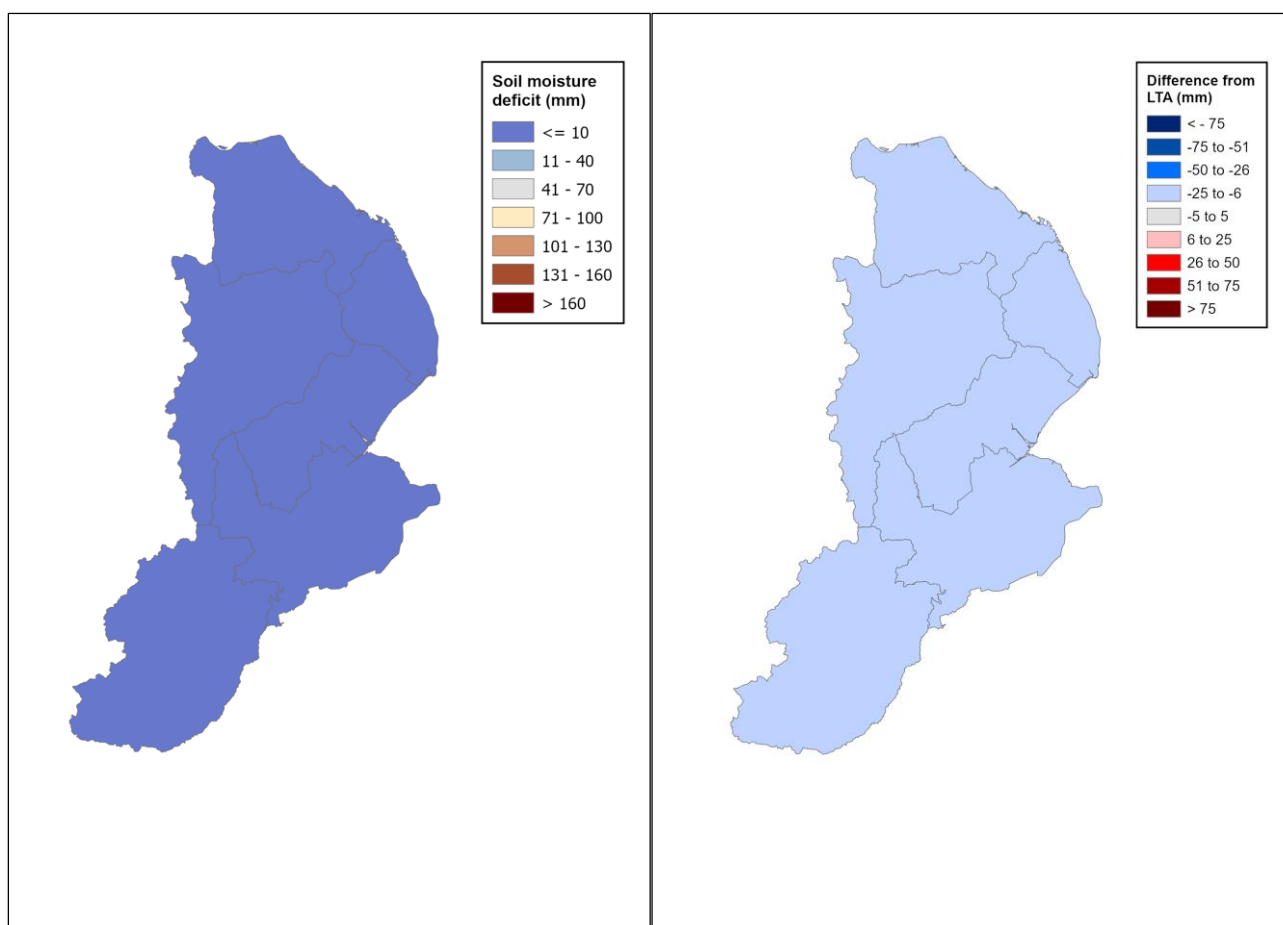 Soil moisture
deficit (mm)
<= 10
11 - 40
41 - 70
71 - 100
101 - 130
131 - 160
> 160
Difference from
LTA (mm)
< - 75
-75 to -51
-50 to -26
-25 to -6
-5 to 5
6 to 25
26 to 50
51 to 75
> 75